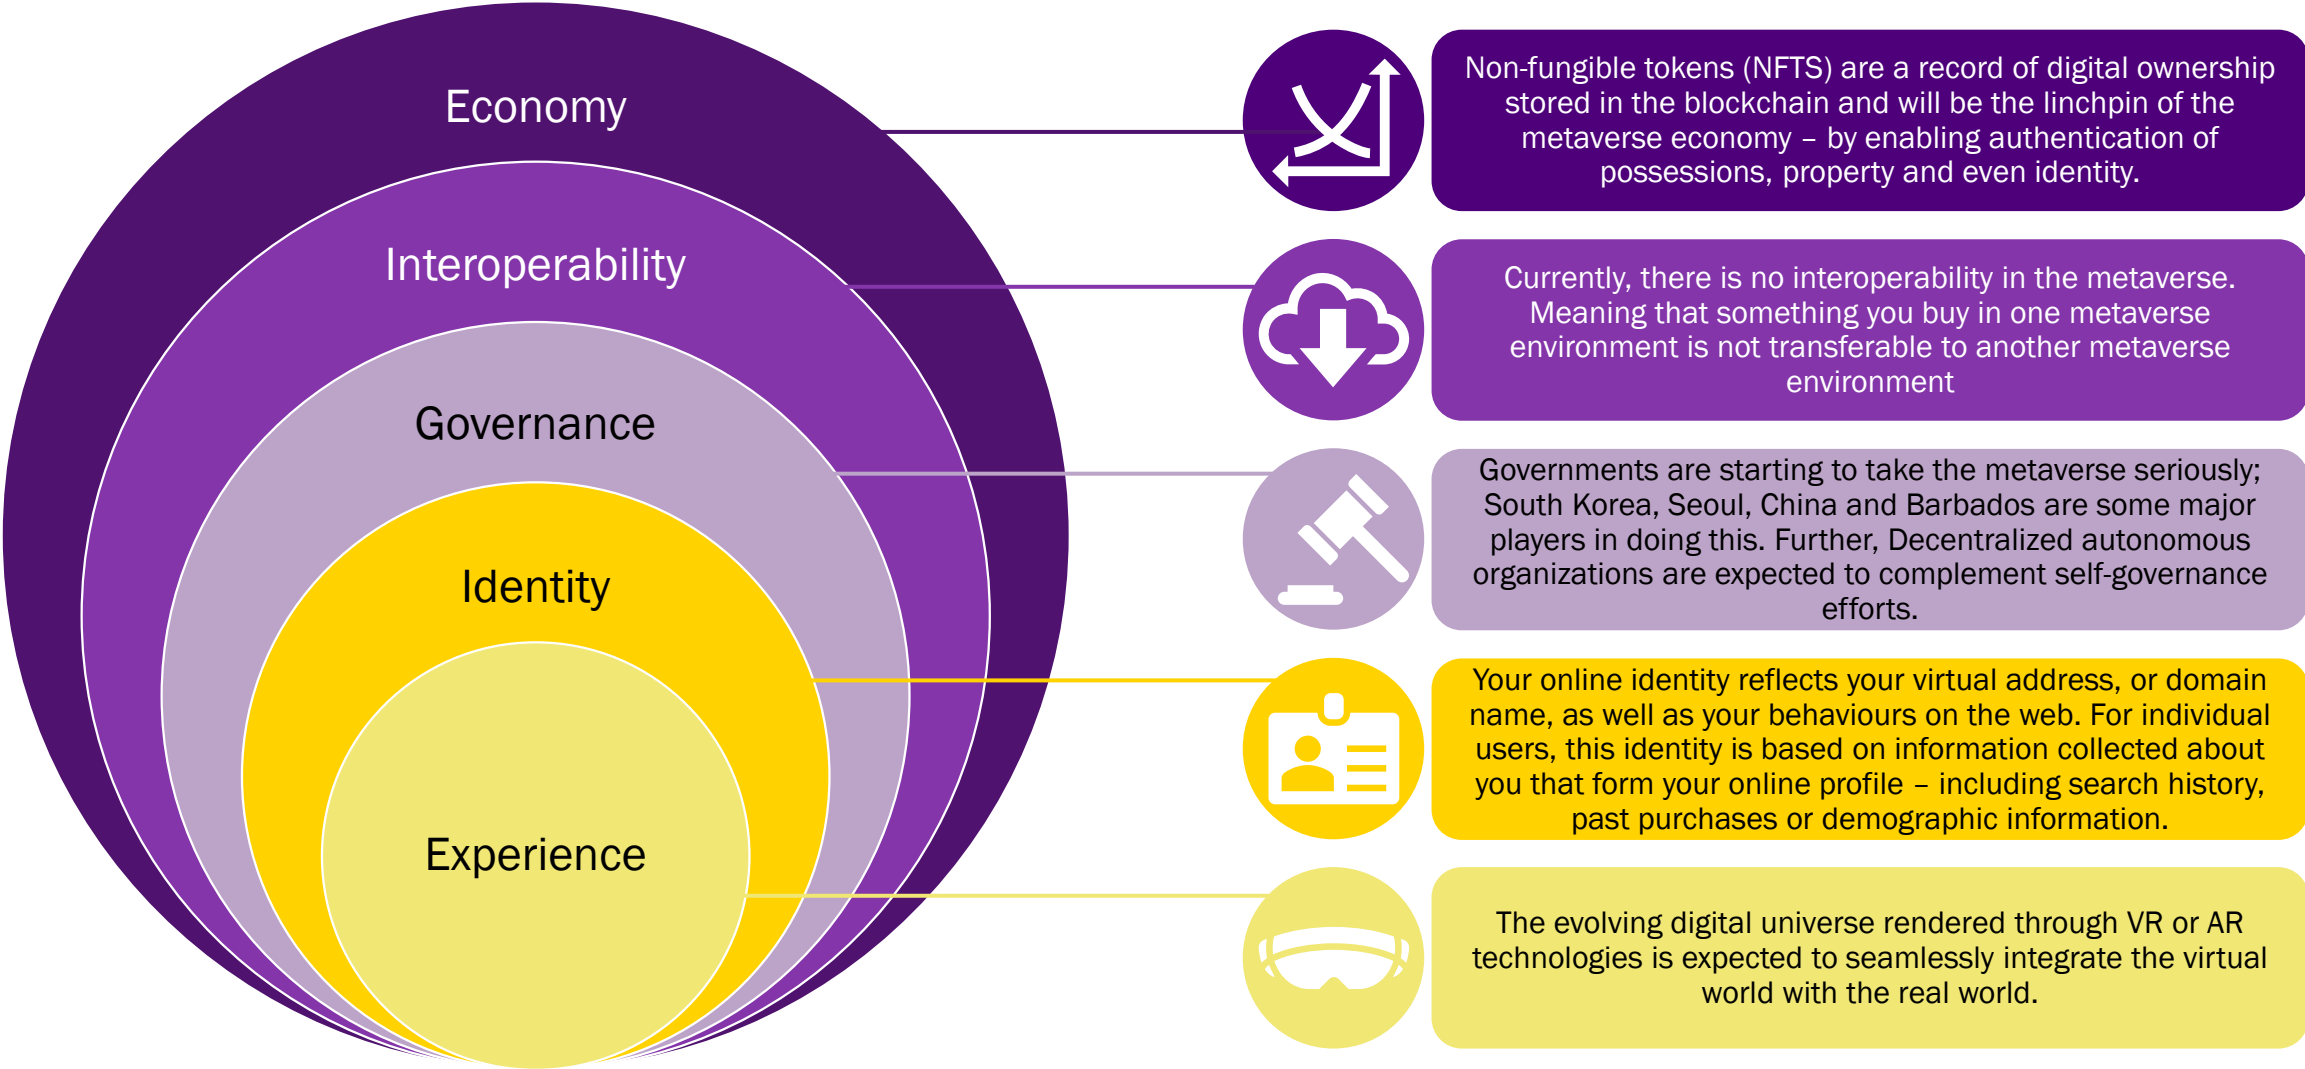 Economy
Non-fungible tokens (NFTS) are a record of digital ownership
stored in the blockchain and will be the linchpin of the
metaverse economy – by enabling authentication of
possessions, property and even identity.
Interoperability
Currently, there is no interoperability in the metaverse.
Meaning that something you buy in one metaverse
environment is not transferable to another metaverse
environment
Governance
Governments are starting to take the metaverse seriously;
South Korea, Seoul, China and Barbados are some major
players in doing this. Further, Decentralized autonomous
organizations are expected to complement self-governance
efforts.
Identity
Your online identity reflects your virtual address, or domain
name, as well as your behaviours on the web. For individual
users, this identity is based on information collected about
you that form your online profile – including search history,
past purchases or demographic information.
Experience
The evolving digital universe rendered through VR or AR
technologies is expected to seamlessly integrate the virtual
world with the real world.